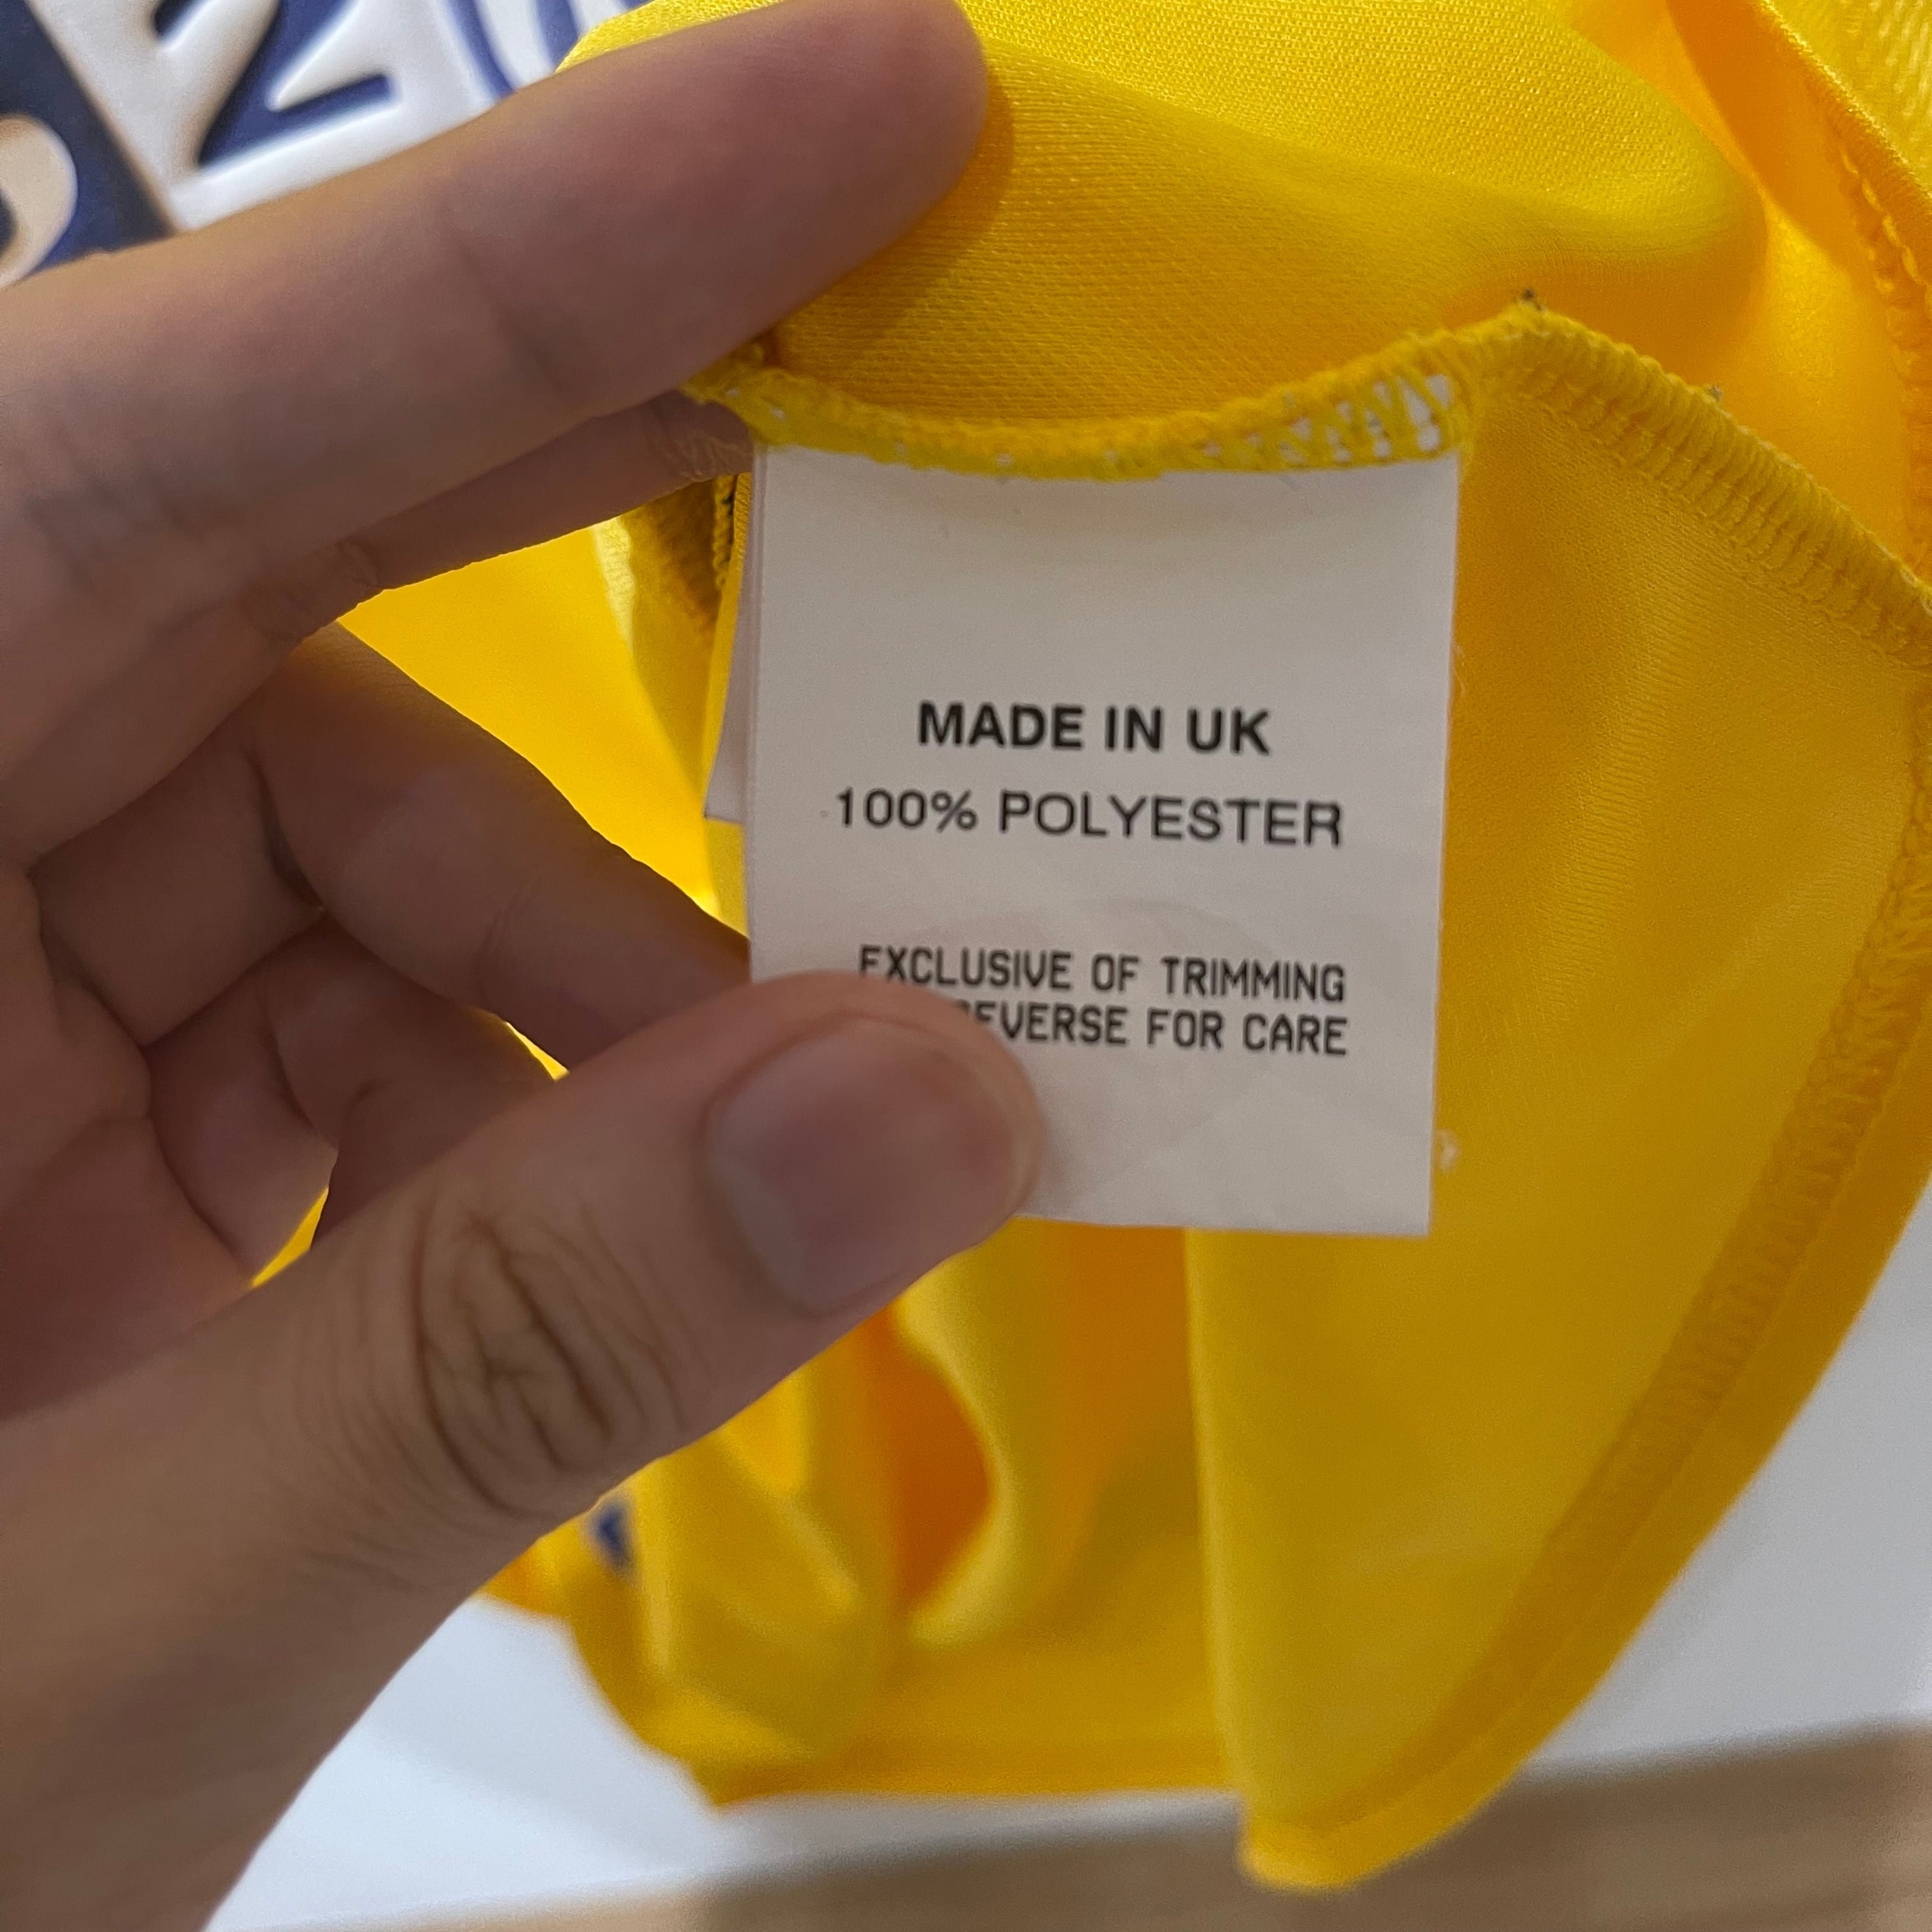 MADE IN UK
100% POLYESTER
EXCLUSIVE OF TRIMMING
FOR CARE